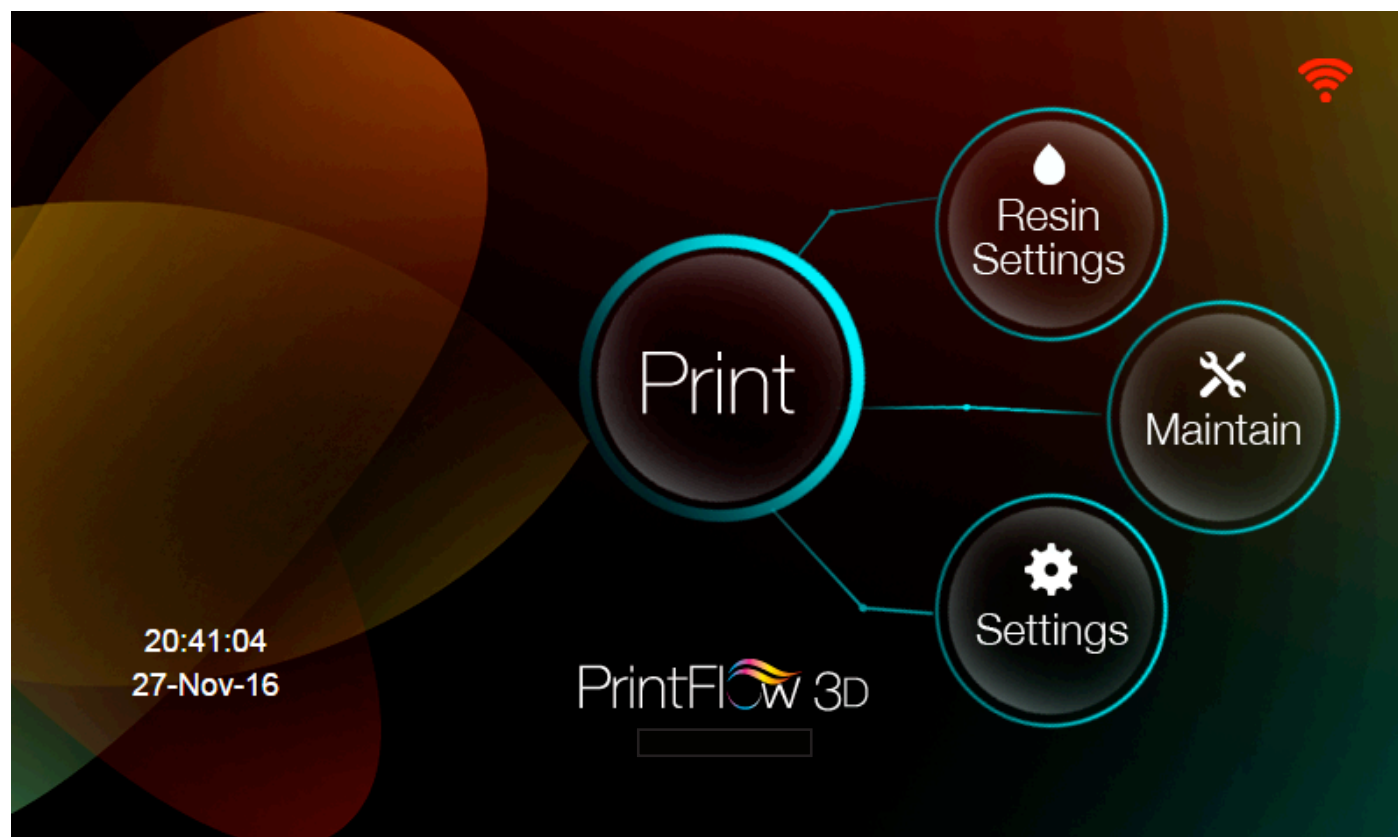 Resin
Settings
Print
Maintain
Settings
20:41:04
27-Nov-16
PrintFlow 3D